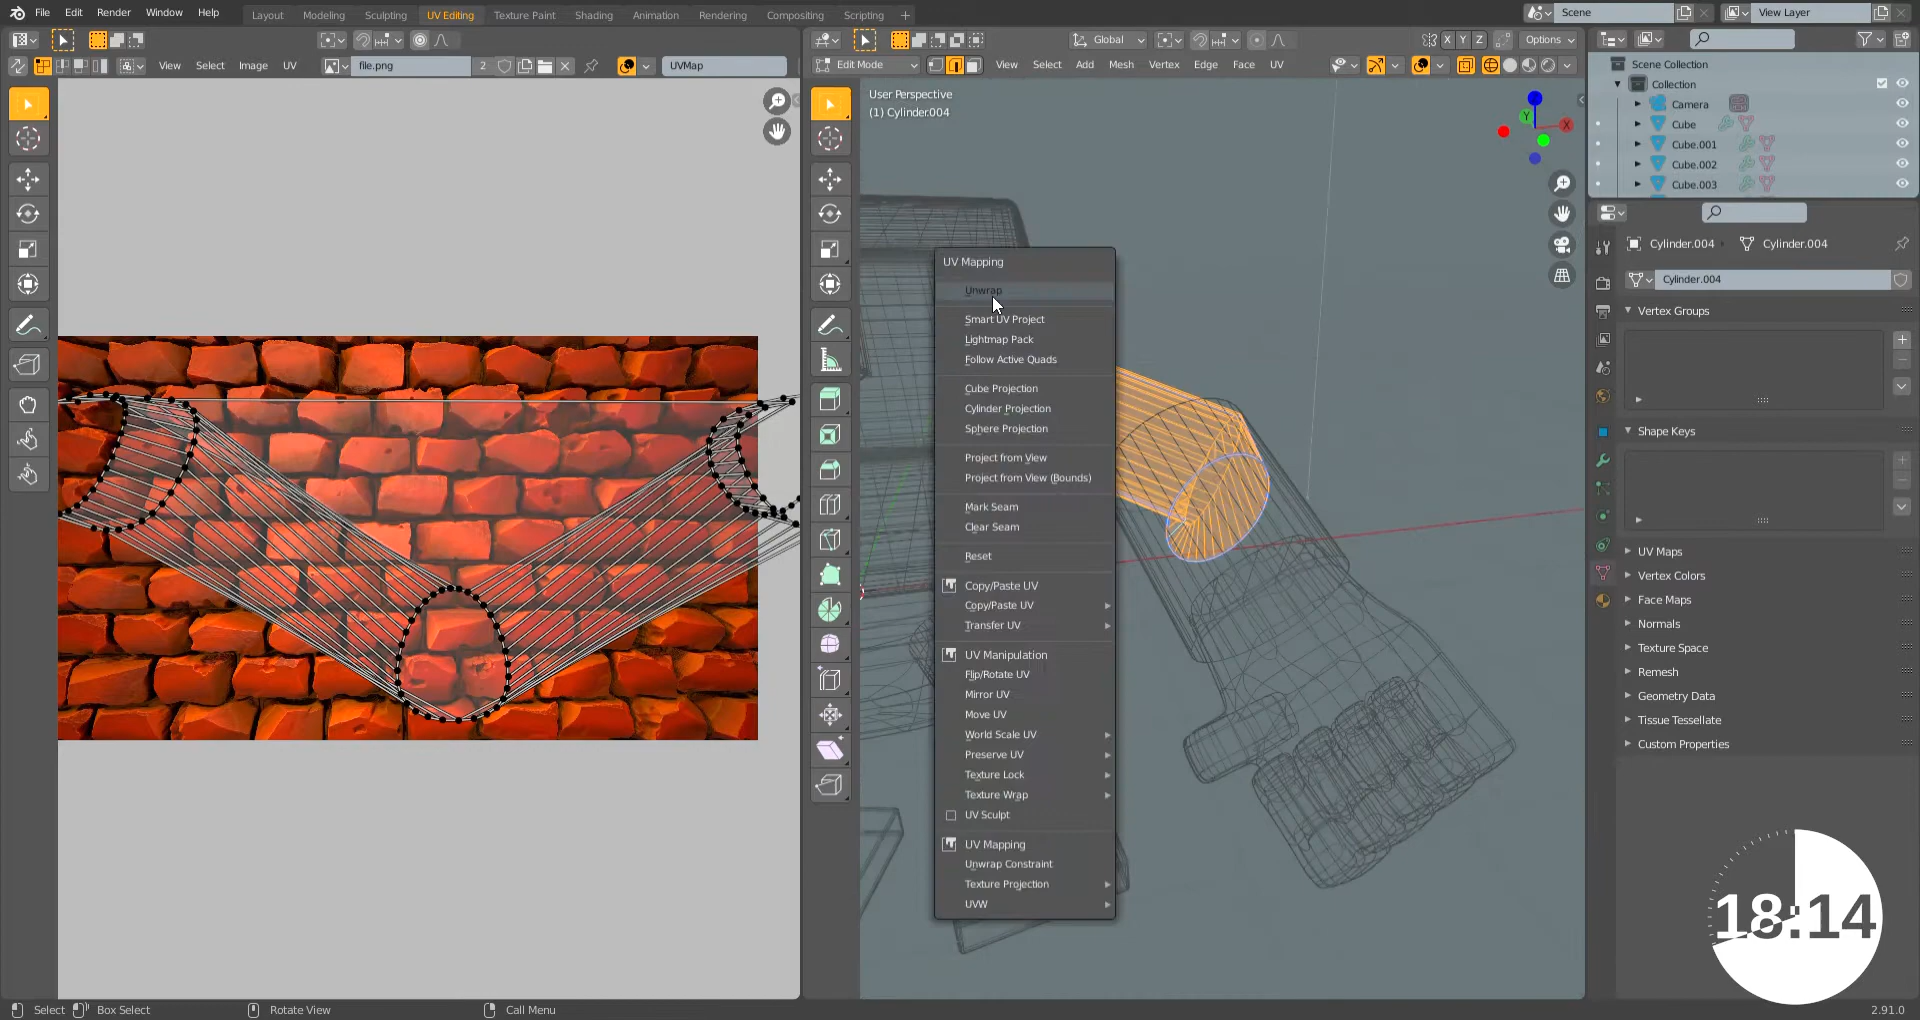 File Edit Render Window Help
Layout Modeling Sculpting UV Editing Texture Paint Shading Animation Rendering Compositing Scripting +
Scene
View Layer
Global
X Y Z
Options
View Select Image UV
file.png
2
UVMap
Edit Mode
View Select Add Mesh Vertex Edge Face UV
User Perspective
(1) Cylinder.004
Y
X
UV Mapping
Unwrap
Smart UV Project
Lightmap Pack
Follow Active Quads
Cube Projection
Cylinder Projection
Sphere Projection
Project from View
Project from View (Bounds)
Mark Seam
Clear Seam
Reset
Copy/Paste UV
Copy/Paste UV
Transfer UV
UV Manipulation
Flip/Rotate UV
Mirror UV
Move UV
World Scale UV
Preserve UV
Texture Lock
Texture Wrap
UV Sculpt
UV Mapping
Unwrap Constraint
Texture Projection
UVW
Scene Collection
Collection
Camera
Cube
Cube.001
Cube.002
Cube.003
Cylinder.004 Cylinder.004
Cylinder.004
Vertex Groups
Shape Keys
UV Maps
Vertex Colors
Face Maps
Normals
Texture Space
Remesh
Geometry Data
Tissue Tessellate
Custom Properties
18:14
Select Box Select Rotate View Call Menu
2.91.0